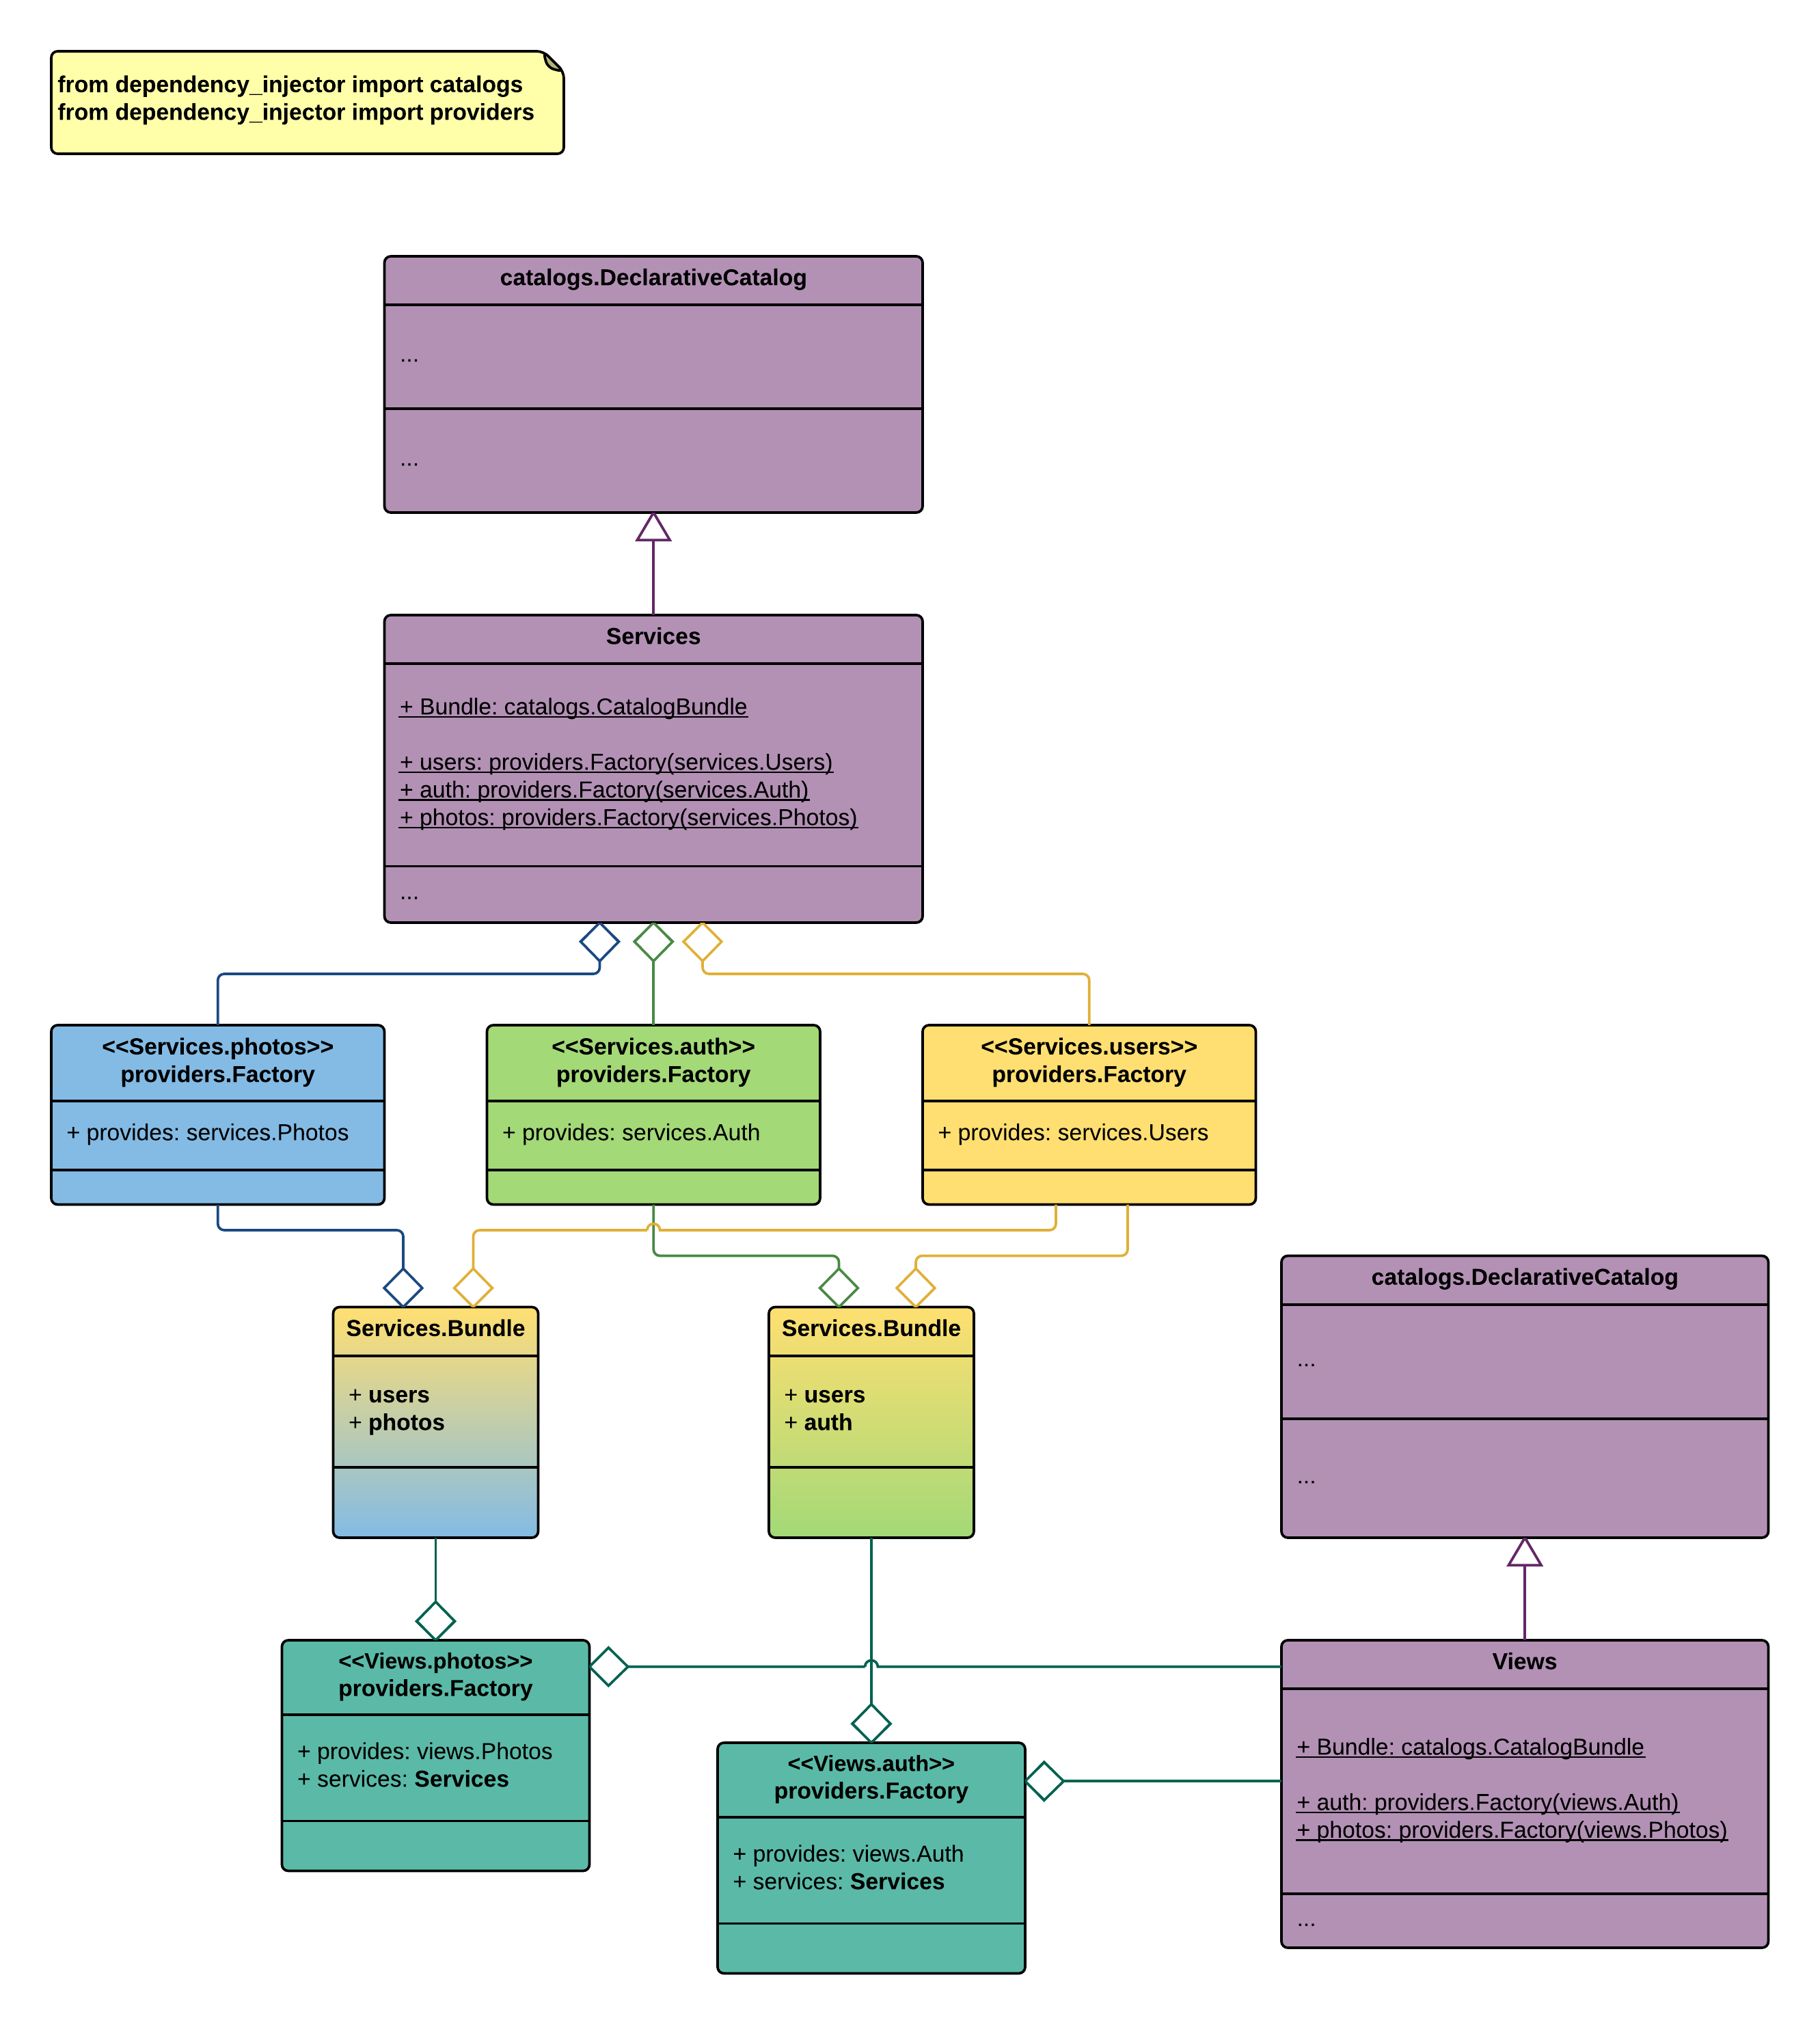 from dependency_injector import catalogs
from dependency_injector import providers
catalogs.DeclarativeCatalog
...
...
Services
+ Bundle: catalogs.CatalogBundle
+ users: providers.Factory(services.Users)
+ auth: providers.Factory(services.Auth)
+ photos: providers.Factory(services.Photos)
...
<<Services.photos>>
providers.Factory
+ provides: services.Photos
<<Services.auth>>
providers.Factory
+ provides: services.Auth
<<Services.users>>
providers.Factory
+ provides: services.Users
Services.Bundle
+ users
+ photos
Services.Bundle
+ users
+ auth
catalogs.DeclarativeCatalog
...
...
<<Views.photos>>
providers.Factory
+ provides: views.Photos
+ services: Services
<<Views.auth>>
providers.Factory
+ provides: views.Auth
+ services: Services
Views
+ Bundle: catalogs.CatalogBundle
+ auth: providers.Factory(views.Auth)
+ photos: providers.Factory(views.Photos)
...